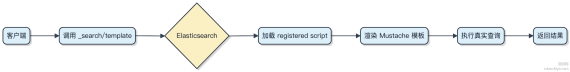 客户端
调用 _search/template
Elasticsearch
加载 registered script
渲染 Mustache 模板
执行真实查询
返回结果